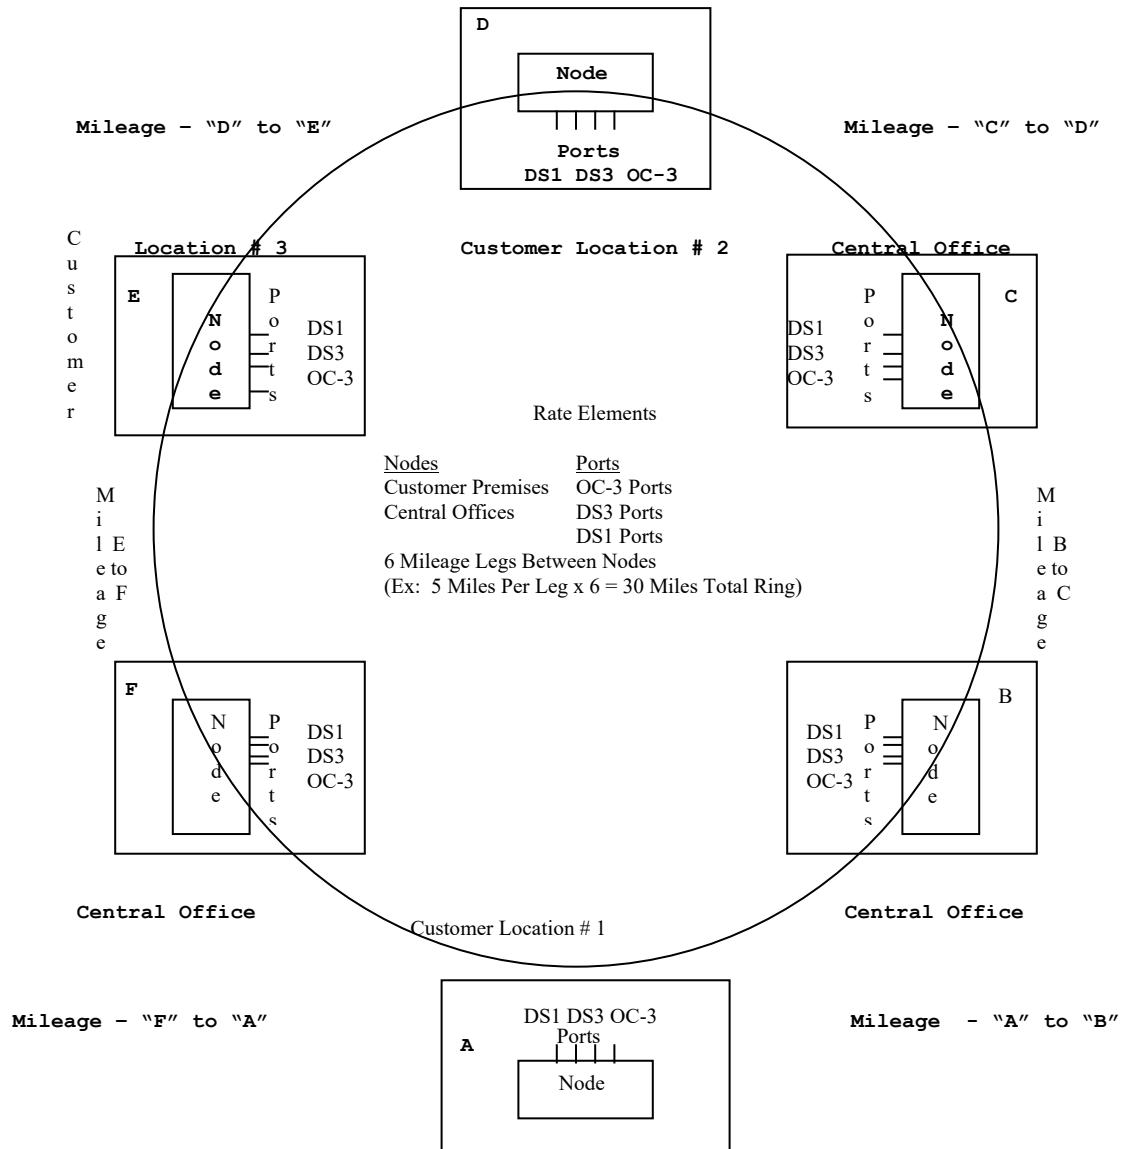 D
Node
Mileage – “D” to “E”
Mileage – “C” to “D”
Ports
DS1 DS3 OC-3
Customer
Location # 3
Customer Location # 2
Central Office
E
Node
Ports
DS1
DS3
OC-3
DS1
DS3
OC-3
Ports
Node
C
Rate Elements
Nodes
Ports
Customer Premises
OC-3 Ports
Central Offices
DS3 Ports
DS1 Ports
6 Mileage Legs Between Nodes
(Ex: 5 Miles Per Leg x 6 = 30 Miles Total Ring)
Mileage
E to F
Mileage
B to C
F
Node
Ports
DS1
DS3
OC-3
DS1
DS3
OC-3
Ports
Node
B
Central Office
Customer Location # 1
Central Office
Mileage – “F” to “A”
Mileage - “A” to “B”
DS1 DS3 OC-3
Ports
A
Node